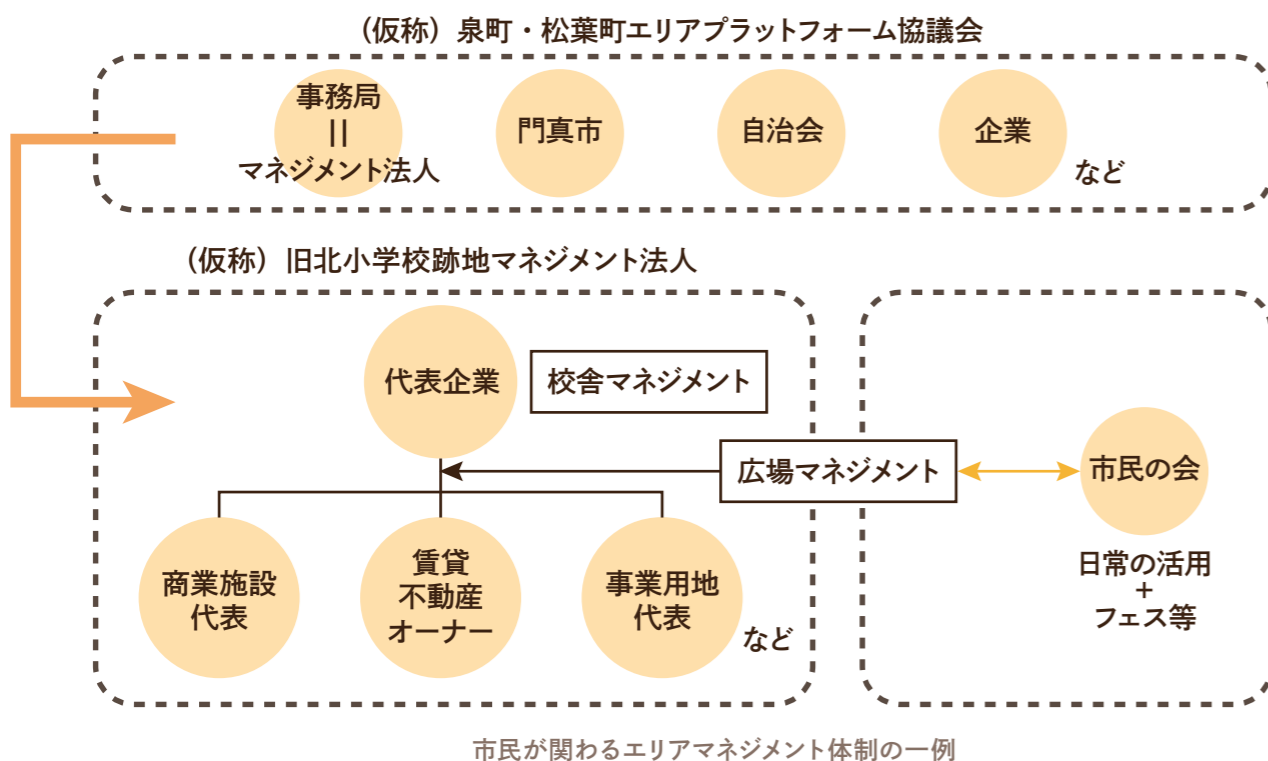 （仮称）泉町・松葉町エリアプラットフォーム協議会
事務局
||
マネジメント法人
門真市
自治会
企業
など
（仮称）旧北小学校跡地マネジメント法人
代表企業
校舎マネジメント
広場マネジメント
市民の会
日常の活用
+
フェス等
商業施設
代表
賃貸
不動産
オーナー
事業用地
代表
など
市民が関わるエリアマネジメント体制の一例